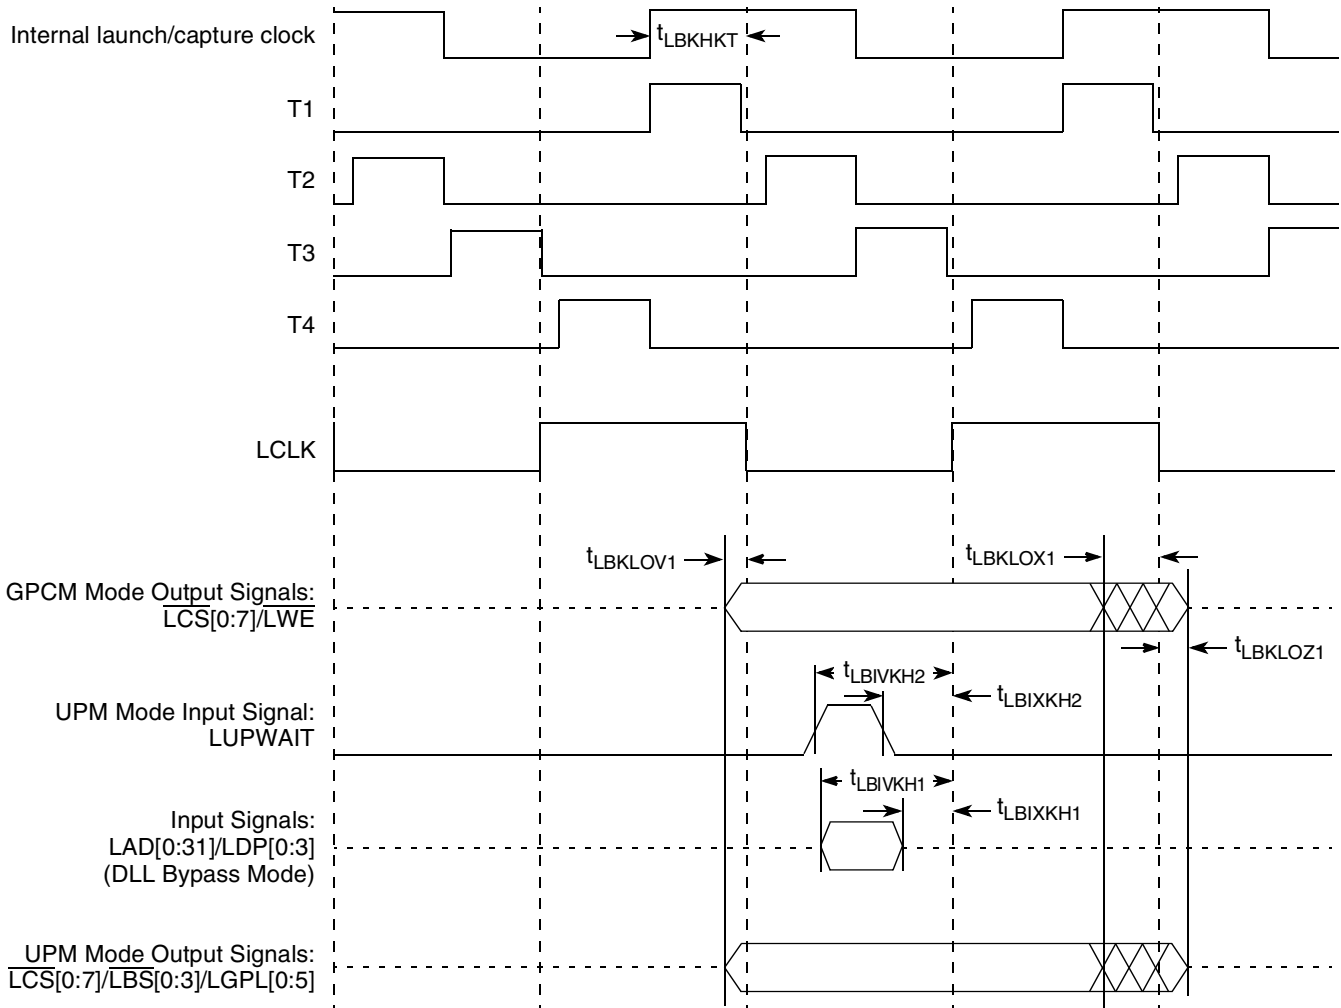 Internal launch/capture clock
tLBKHKT
T1
T2
T3
T4
LCLK
tLBKLOV1
tLBKLOX1
GPCM Mode Output Signals:
LCS[0:7]/LWE
tLBKLOZ1
tLBIVKH2
tLBIXKH2
UPM Mode Input Signal:
LUPWAIT
tLBIVKH1
tLBIXKH1
Input Signals:
LAD[0:31]/LDP[0:3]
(DLL Bypass Mode)
UPM Mode Output Signals:
LCS[0:7]/LBS[0:3]/LGPL[0:5]